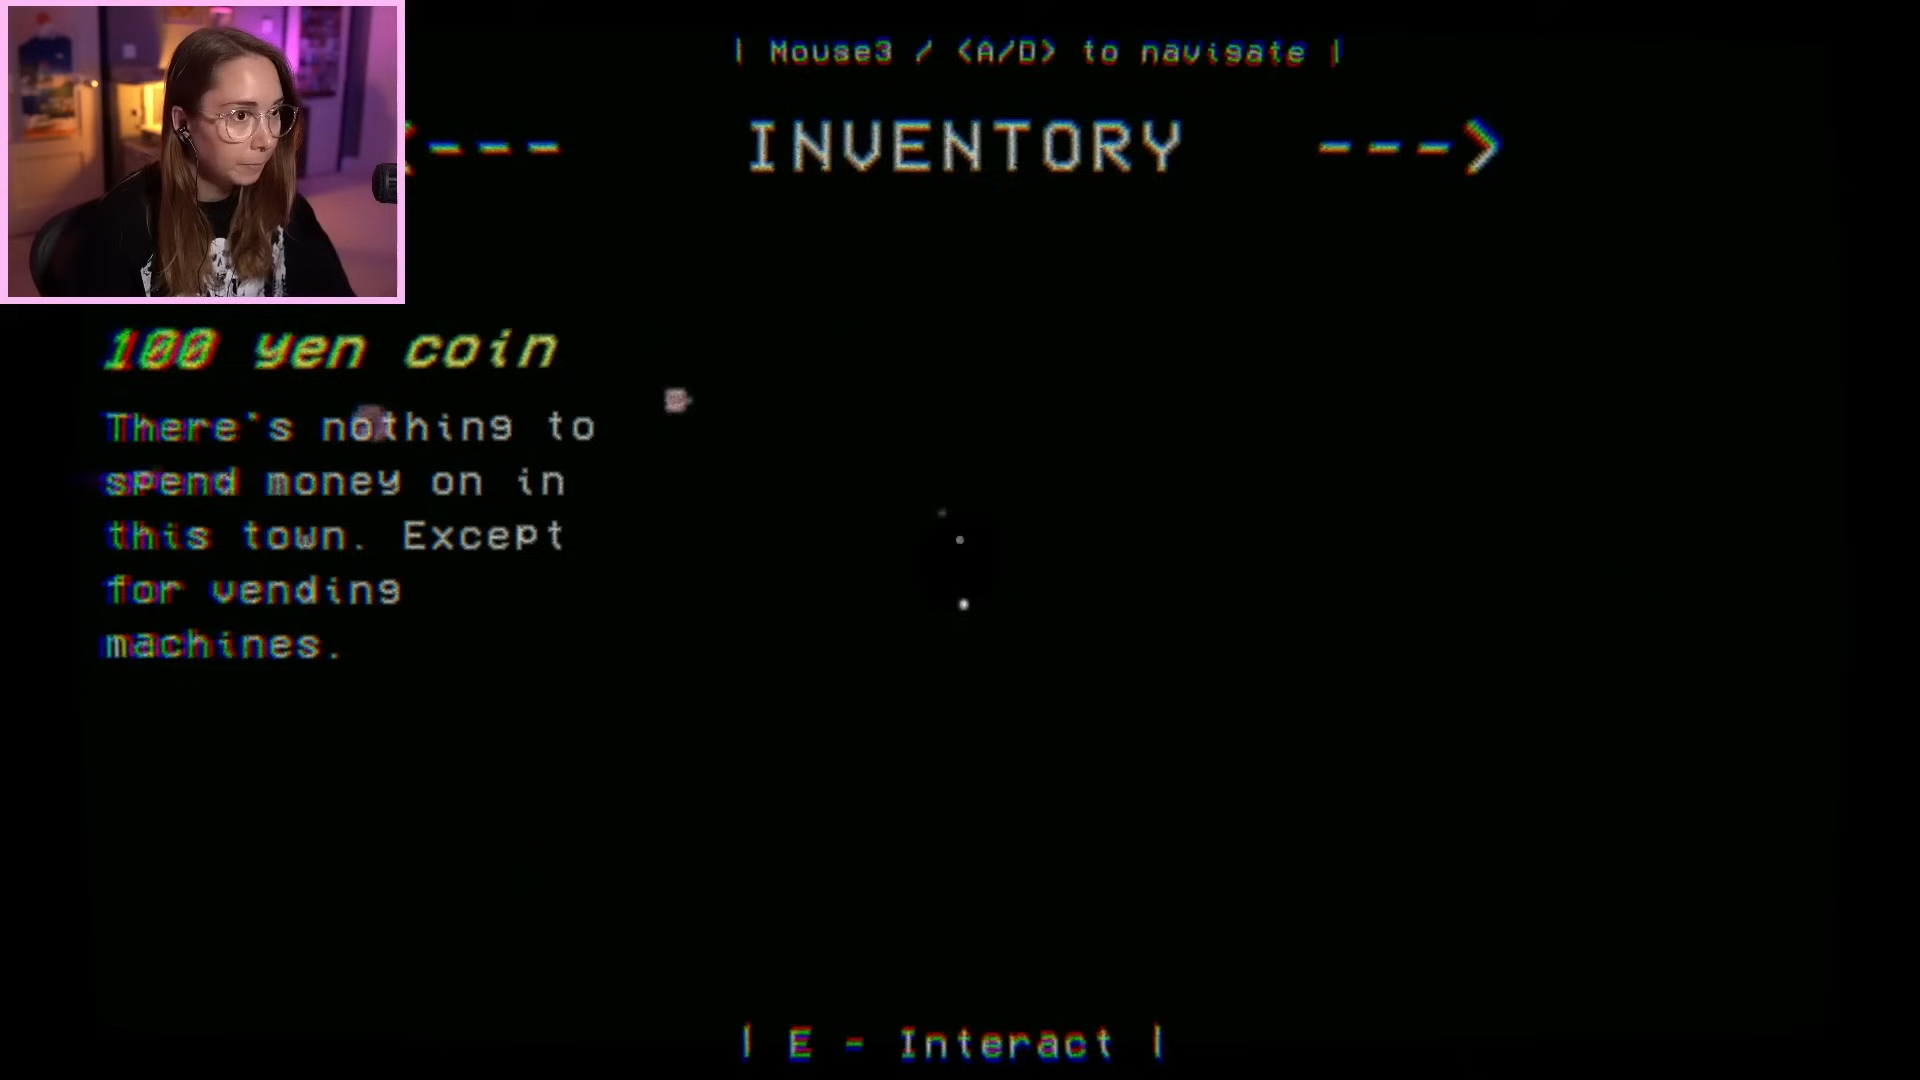 | Mouse3 / <A/D> to navigate |
<--- INVENTORY --->
100 yen coin
There's nothing to
spend money on in
this town. Except
for vending
machines.
| E - Interact |